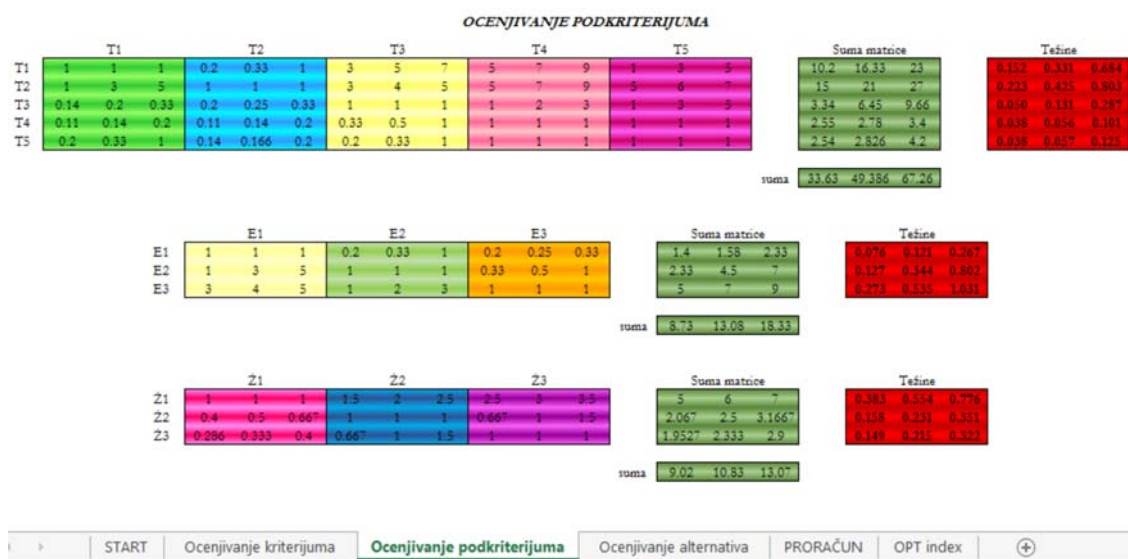 OCENJIVANJE PODKRITERIJUMA
T1 T2 T3 T4 T5 Suma matrice Težine
T1 1 1 1 0.2 0.33 1 3 5 7 5 7 9 1 3 5 10.2 16.33 23 0.152 0.331 0.684
T2 1 3 5 1 1 1 3 4 5 5 7 9 5 6 7 15 21 27 0.223 0.425 0.803
T3 0.14 0.2 0.33 0.2 0.25 0.33 1 1 1 1 2 3 1 3 5 3.34 6.45 9.66 0.050 0.131 0.287
T4 0.11 0.14 0.2 0.11 0.14 0.2 0.33 0.5 1 1 1 1 1 1 1 2.55 2.78 3.4 0.038 0.056 0.101
T5 0.2 0.33 1 0.14 0.166 0.2 0.2 0.33 1 1 1 1 1 1 1 2.54 2.826 4.2 0.038 0.057 0.125
suma 33.63 49.386 67.26
E1 E2 E3 Suma matrice Težine
E1 1 1 1 0.2 0.33 1 0.2 0.25 0.33 1.4 1.58 2.33 0.076 0.121 0.267
E2 1 3 5 1 1 1 0.33 0.5 1 2.33 4.5 7 0.127 0.344 0.802
E3 3 4 5 1 2 3 1 1 1 5 7 9 0.273 0.535 1.031
suma 8.73 13.08 18.33
Ž1 Ž2 Ž3 Suma matrice Težine
Ž1 1 1 1 1.5 2 2.5 2.5 3 3.5 5 6 7 0.383 0.554 0.776
Ž2 0.4 0.5 0.667 1 1 1 0.667 1 1.5 2.067 2.5 3.1667 0.158 0.231 0.351
Ž3 0.286 0.333 0.4 0.667 1 1.5 1 1 1 1.9527 2.333 2.9 0.149 0.215 0.322
suma 9.02 10.83 13.07
START Ocenjivanje kriterijuma Ocenjivanje podkriterijuma Ocenjivanje alternativa PRORAČUN OPT index